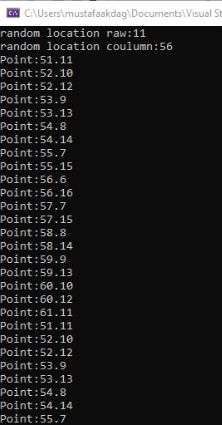 C:\Users\mustafaakdag\Documents\Visual St
random location raw:11
random location coulumn:56
Point:51.11
Point:52.10
Point:52.12
Point:53.9
Point:53.13
Point:54.8
Point:54.14
Point:55.7
Point:55.15
Point:56.6
Point:56.16
Point:57.7
Point:57.15
Point:58.8
Point:58.14
Point:59.9
Point:59.13
Point:60.10
Point:60.12
Point:61.11
Point:51.11
Point:52.10
Point:52.12
Point:53.9
Point:53.13
Point:54.8
Point:54.14
Point:55.7